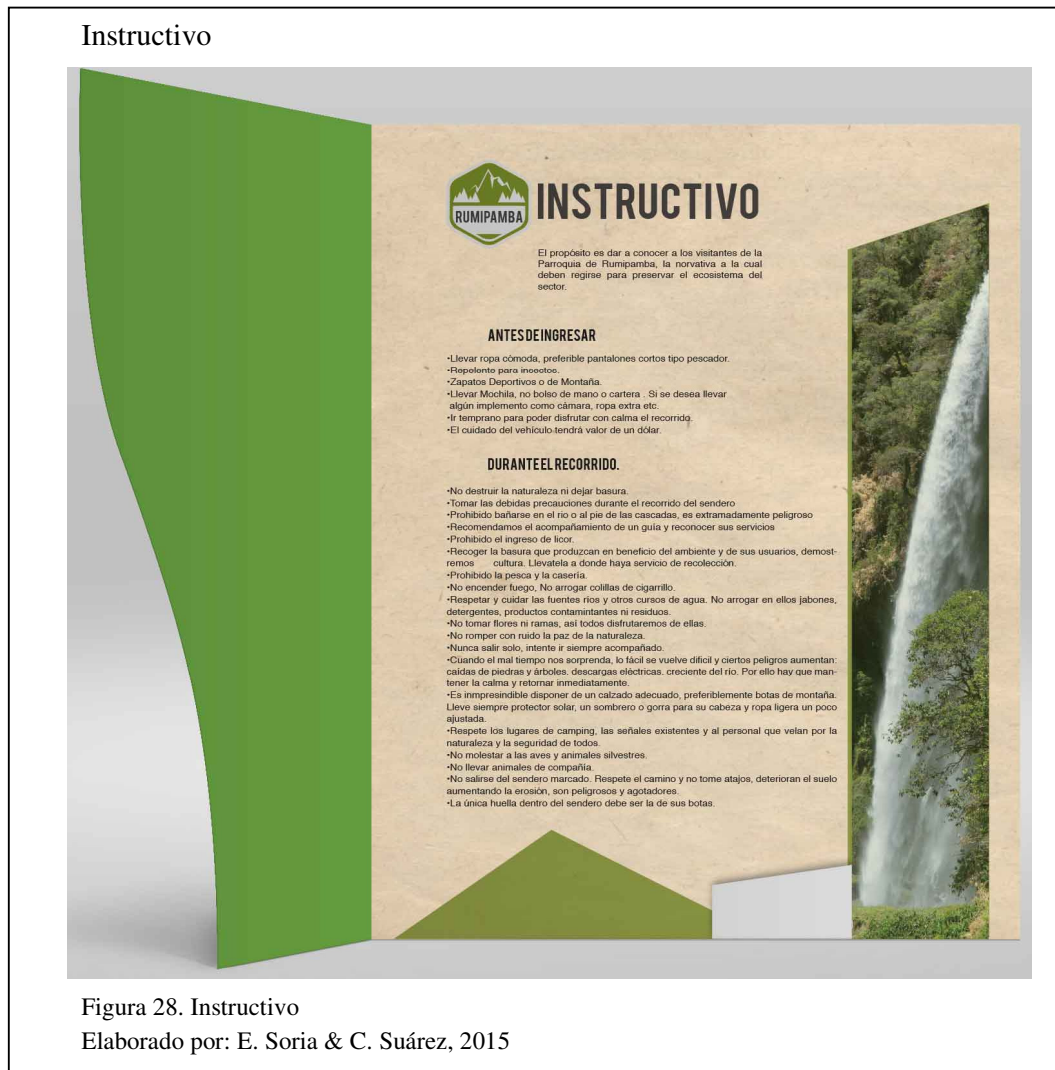 Instructivo
RUMIPAMBA
INSTRUCTIVO
El propósito es dar a conocer a los visitantes de la
Parroquia de Rumipamba, la norvativa a la cual
deben regirse para preservar el ecosistema del
sector.
ANTES DE INGRESAR
•Llevar ropa cómoda, preferible pantalones cortos tipo pescador.
•Repelente para insectos.
•Zapatos Deportivos o de Montaña.
•Llevar Mochila, no bolso de mano o cartera . Si se desea llevar
algún implemento como cámara, ropa extra etc.
•Ir temprano para poder disfrutar con calma el recorrido.
•El cuidado del vehículo tendrá valor de un dólar.
DURANTE EL RECORRIDO.
•No destruir la naturaleza ni dejar basura.
•Tomar las debidas precauciones durante el recorrido del sendero
•Prohibido bañarse en el rio o al pie de las cascadas, es extramadamente peligroso
•Recomendamos el acompañamiento de un guía y reconocer sus servicios
•Prohibido el ingreso de licor.
•Recoger la basura que produzcan en beneficio del ambiente y de sus usuarios, demost-
remos cultura. Llevatela a donde haya servicio de recolección.
•Prohibido la pesca y la casería.
•No encender fuego, No arrogar colillas de cigarrillo.
•Respetar y cuidar las fuentes ríos y otros cursos de agua. No arrogar en ellos jabones,
detergentes, productos contamintantes ni residuos.
•No tomar flores ni ramas, así todos disfrutaremos de ellas.
•No romper con ruido la paz de la naturaleza.
•Nunca salir solo, intente ir siempre acompañado.
•Cuando el mal tiempo nos sorprenda, lo fácil se vuelve dificil y ciertos peligros aumentan:
caídas de piedras y árboles. descargas eléctricas. creciente del río. Por ello hay que man-
tener la calma y retornar inmediatamente.
•Es inmpresindible disponer de un calzado adecuado, preferiblemente botas de montaña.
Lleve siempre protector solar, un sombrero o gorra para su cabeza y ropa ligera un poco
ajustada.
•Respete los lugares de camping, las señales existentes y al personal que velan por la
naturaleza y la seguridad de todos.
•No molestar a las aves y animales silvestres.
•No llevar animales de compañía.
•No salirse del sendero marcado. Respete el camino y no tome atajos, deterioran el suelo
aumentando la erosión, son peligrosos y agotadores.
•La única huella dentro del sendero debe ser la de sus botas.
Figura 28. Instructivo
Elaborado por: E. Soria & C. Suárez, 2015